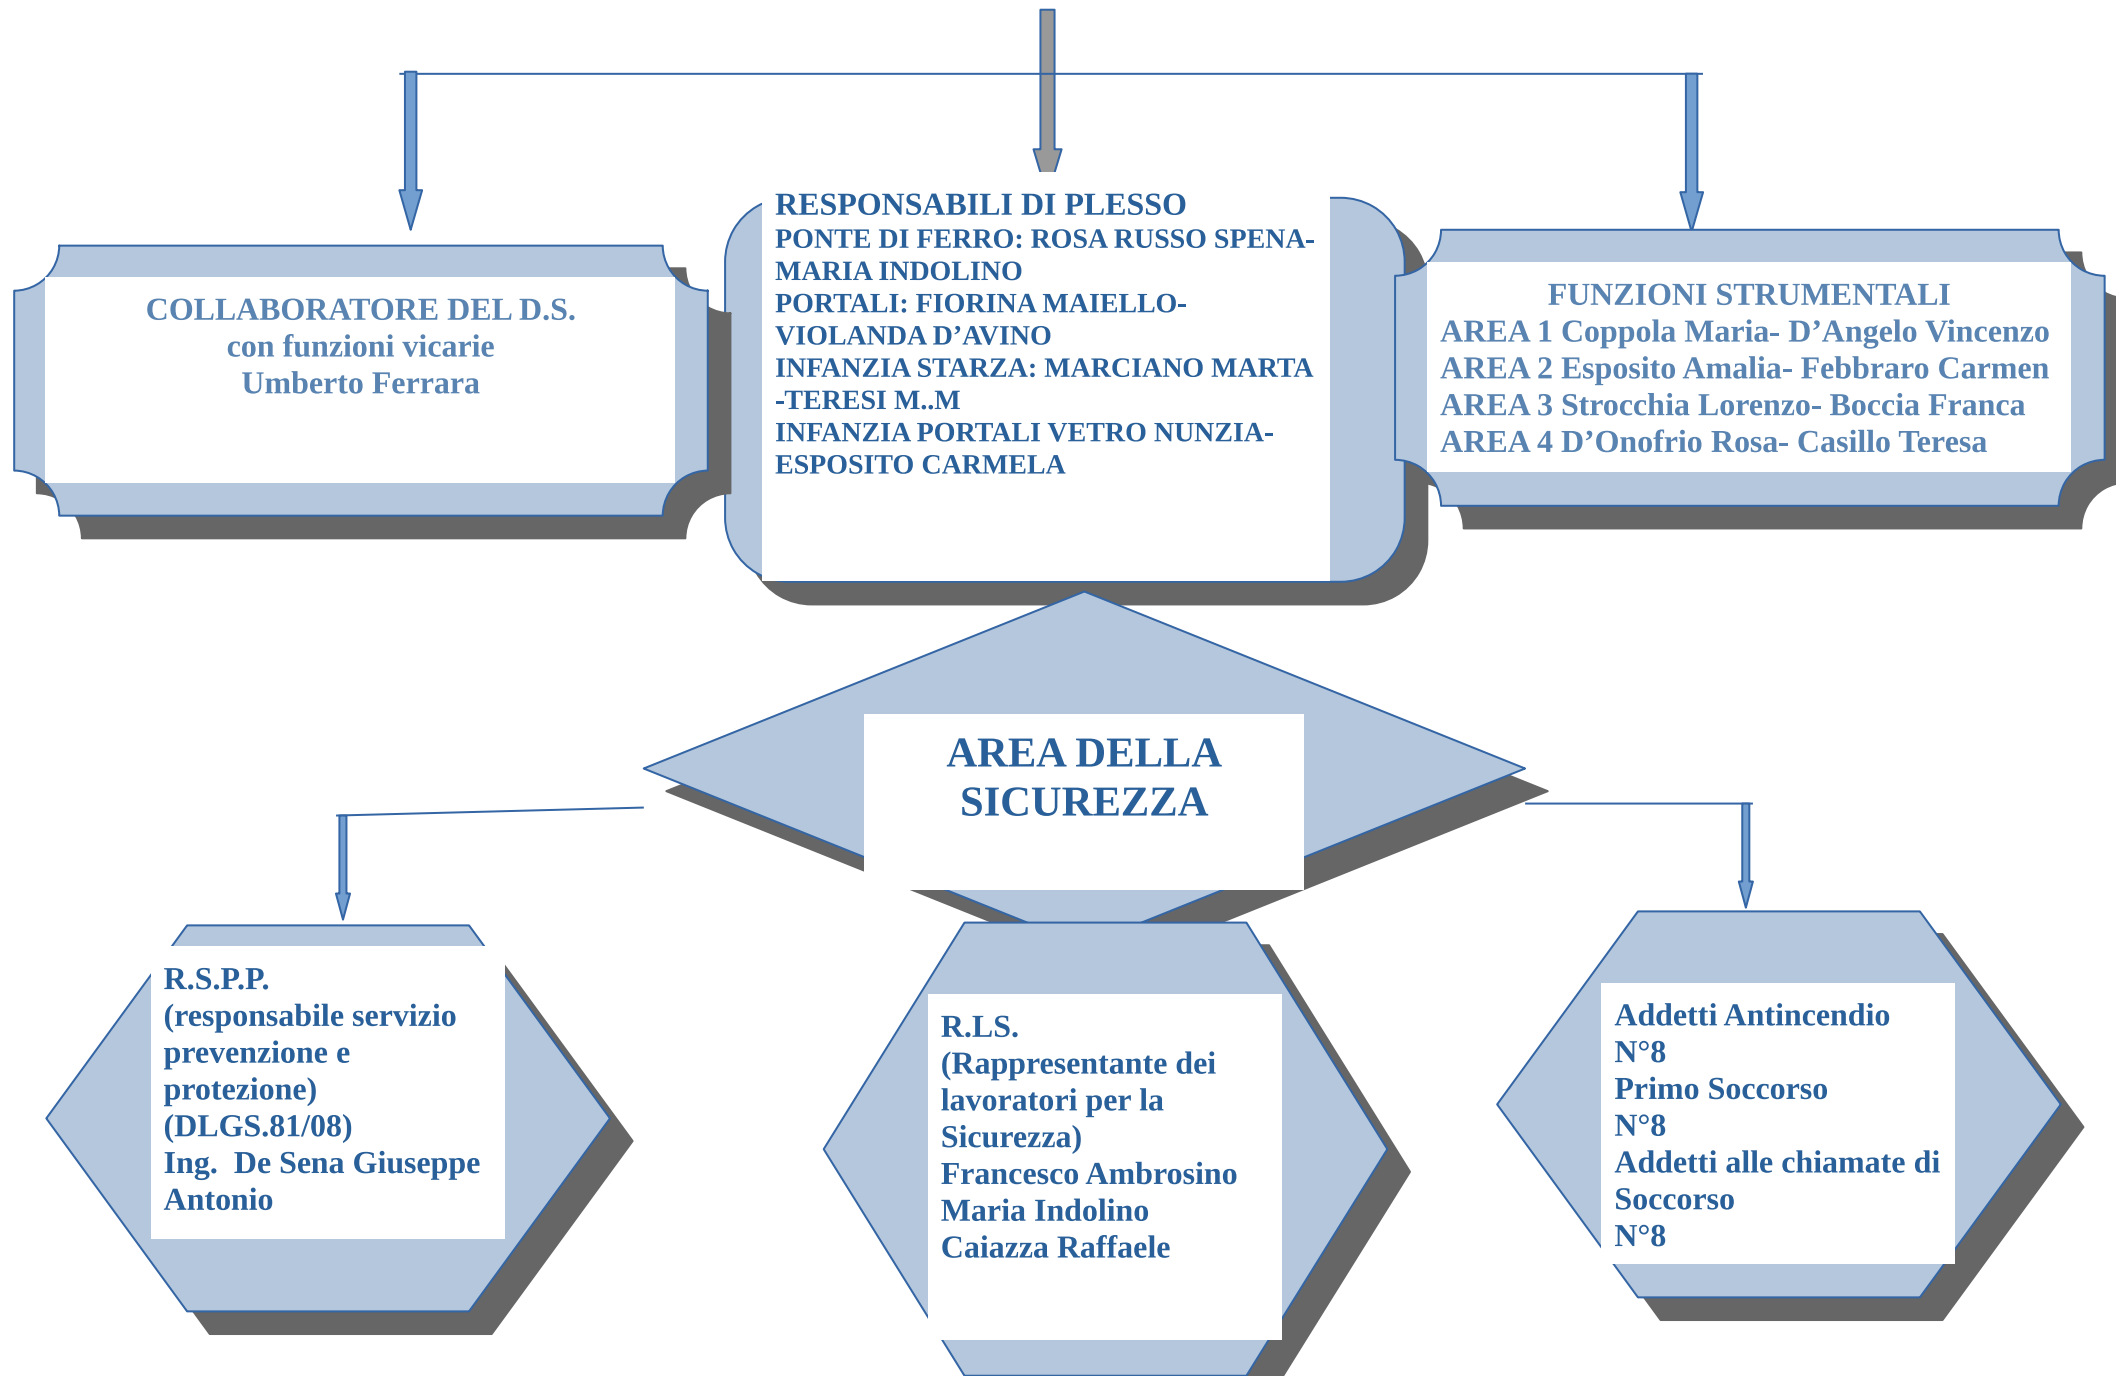 COLLABORATORE DEL D.S.
con funzioni vicarie
Umberto Ferrara
RESPONSABILI DI PLESSO
PONTE DI FERRO: ROSA RUSSO SPENA-
MARIA INDOLINO
PORTALI: FIORINA MAIELLO-
VIOLANDA D’AVINO
INFANZIA STARZA: MARCIANO MARTA
-TERESI M..M
INFANZIA PORTALI VETRO NUNZIA-
ESPOSITO CARMELA
FUNZIONI STRUMENTALI
AREA 1 Coppola Maria- D’Angelo Vincenzo
AREA 2 Esposito Amalia- Febbraro Carmen
AREA 3 Strocchia Lorenzo- Boccia Franca
AREA 4 D’Onofrio Rosa- Casillo Teresa
AREA DELLA
SICUREZZA
R.S.P.P.
(responsabile servizio
prevenzione e
protezione)
(DLGS.81/08)
Ing.  De Sena Giuseppe
Antonio
R.LS.
(Rappresentante dei
lavoratori per la
Sicurezza)
Francesco Ambrosino
Maria Indolino
Caiazza Raffaele
Addetti Antincendio
N°8
Primo Soccorso
N°8
Addetti alle chiamate di
Soccorso
N°8